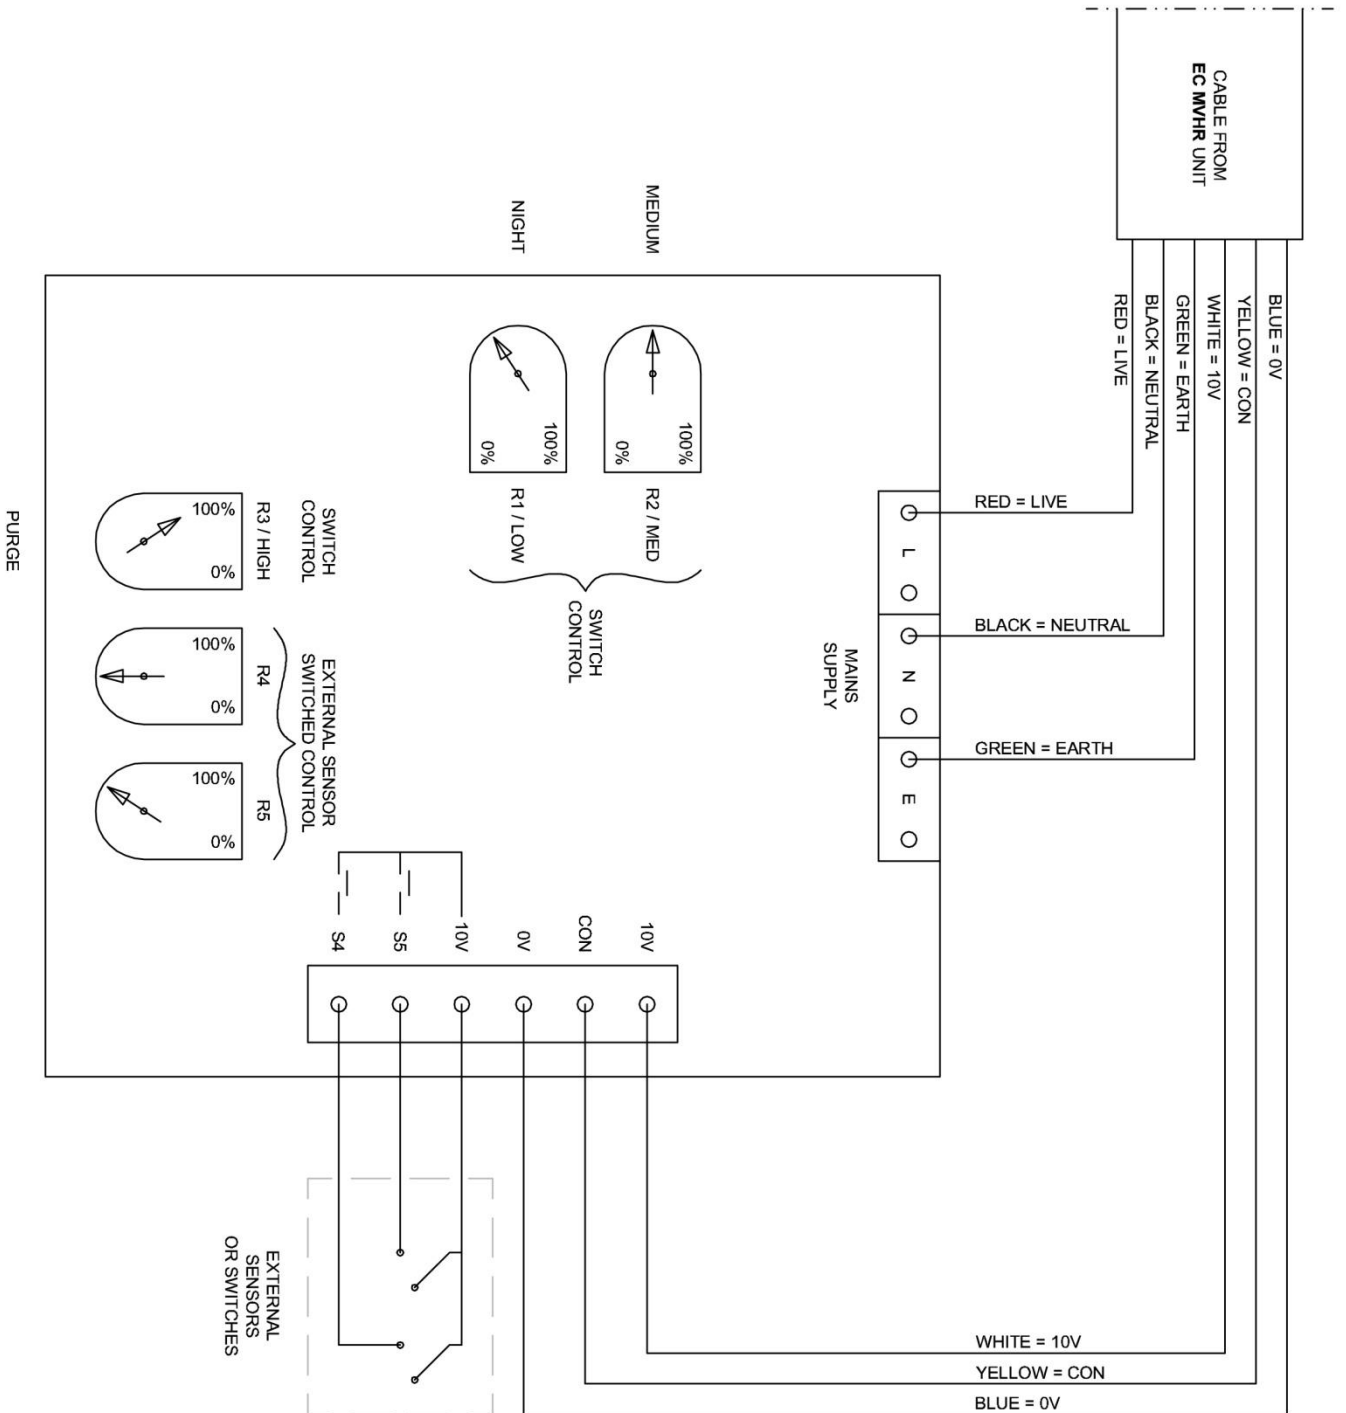 CABLE FROM
EC MVHR UNIT
RED = LIVE
BLACK = NEUTRAL
GREEN = EARTH
WHITE = 10V
YELLOW = CON
BLUE = 0V
MEDIUM
NIGHT
100%
0%
R2 / MED
100%
0%
R1 / LOW
SWITCH
CONTROL
RED = LIVE
BLACK = NEUTRAL
GREEN = EARTH
L
N
E
MAINS
SUPPLY
PURGE
SWITCH
CONTROL
R3 / HIGH
100%
0%
EXTERNAL SENSOR
SWITCHED CONTROL
R4
100%
0%
R5
100%
0%
S4
S5
10V
0V
CON
10V
EXTERNAL
SENSORS
OR SWITCHES
WHITE = 10V
YELLOW = CON
BLUE = 0V